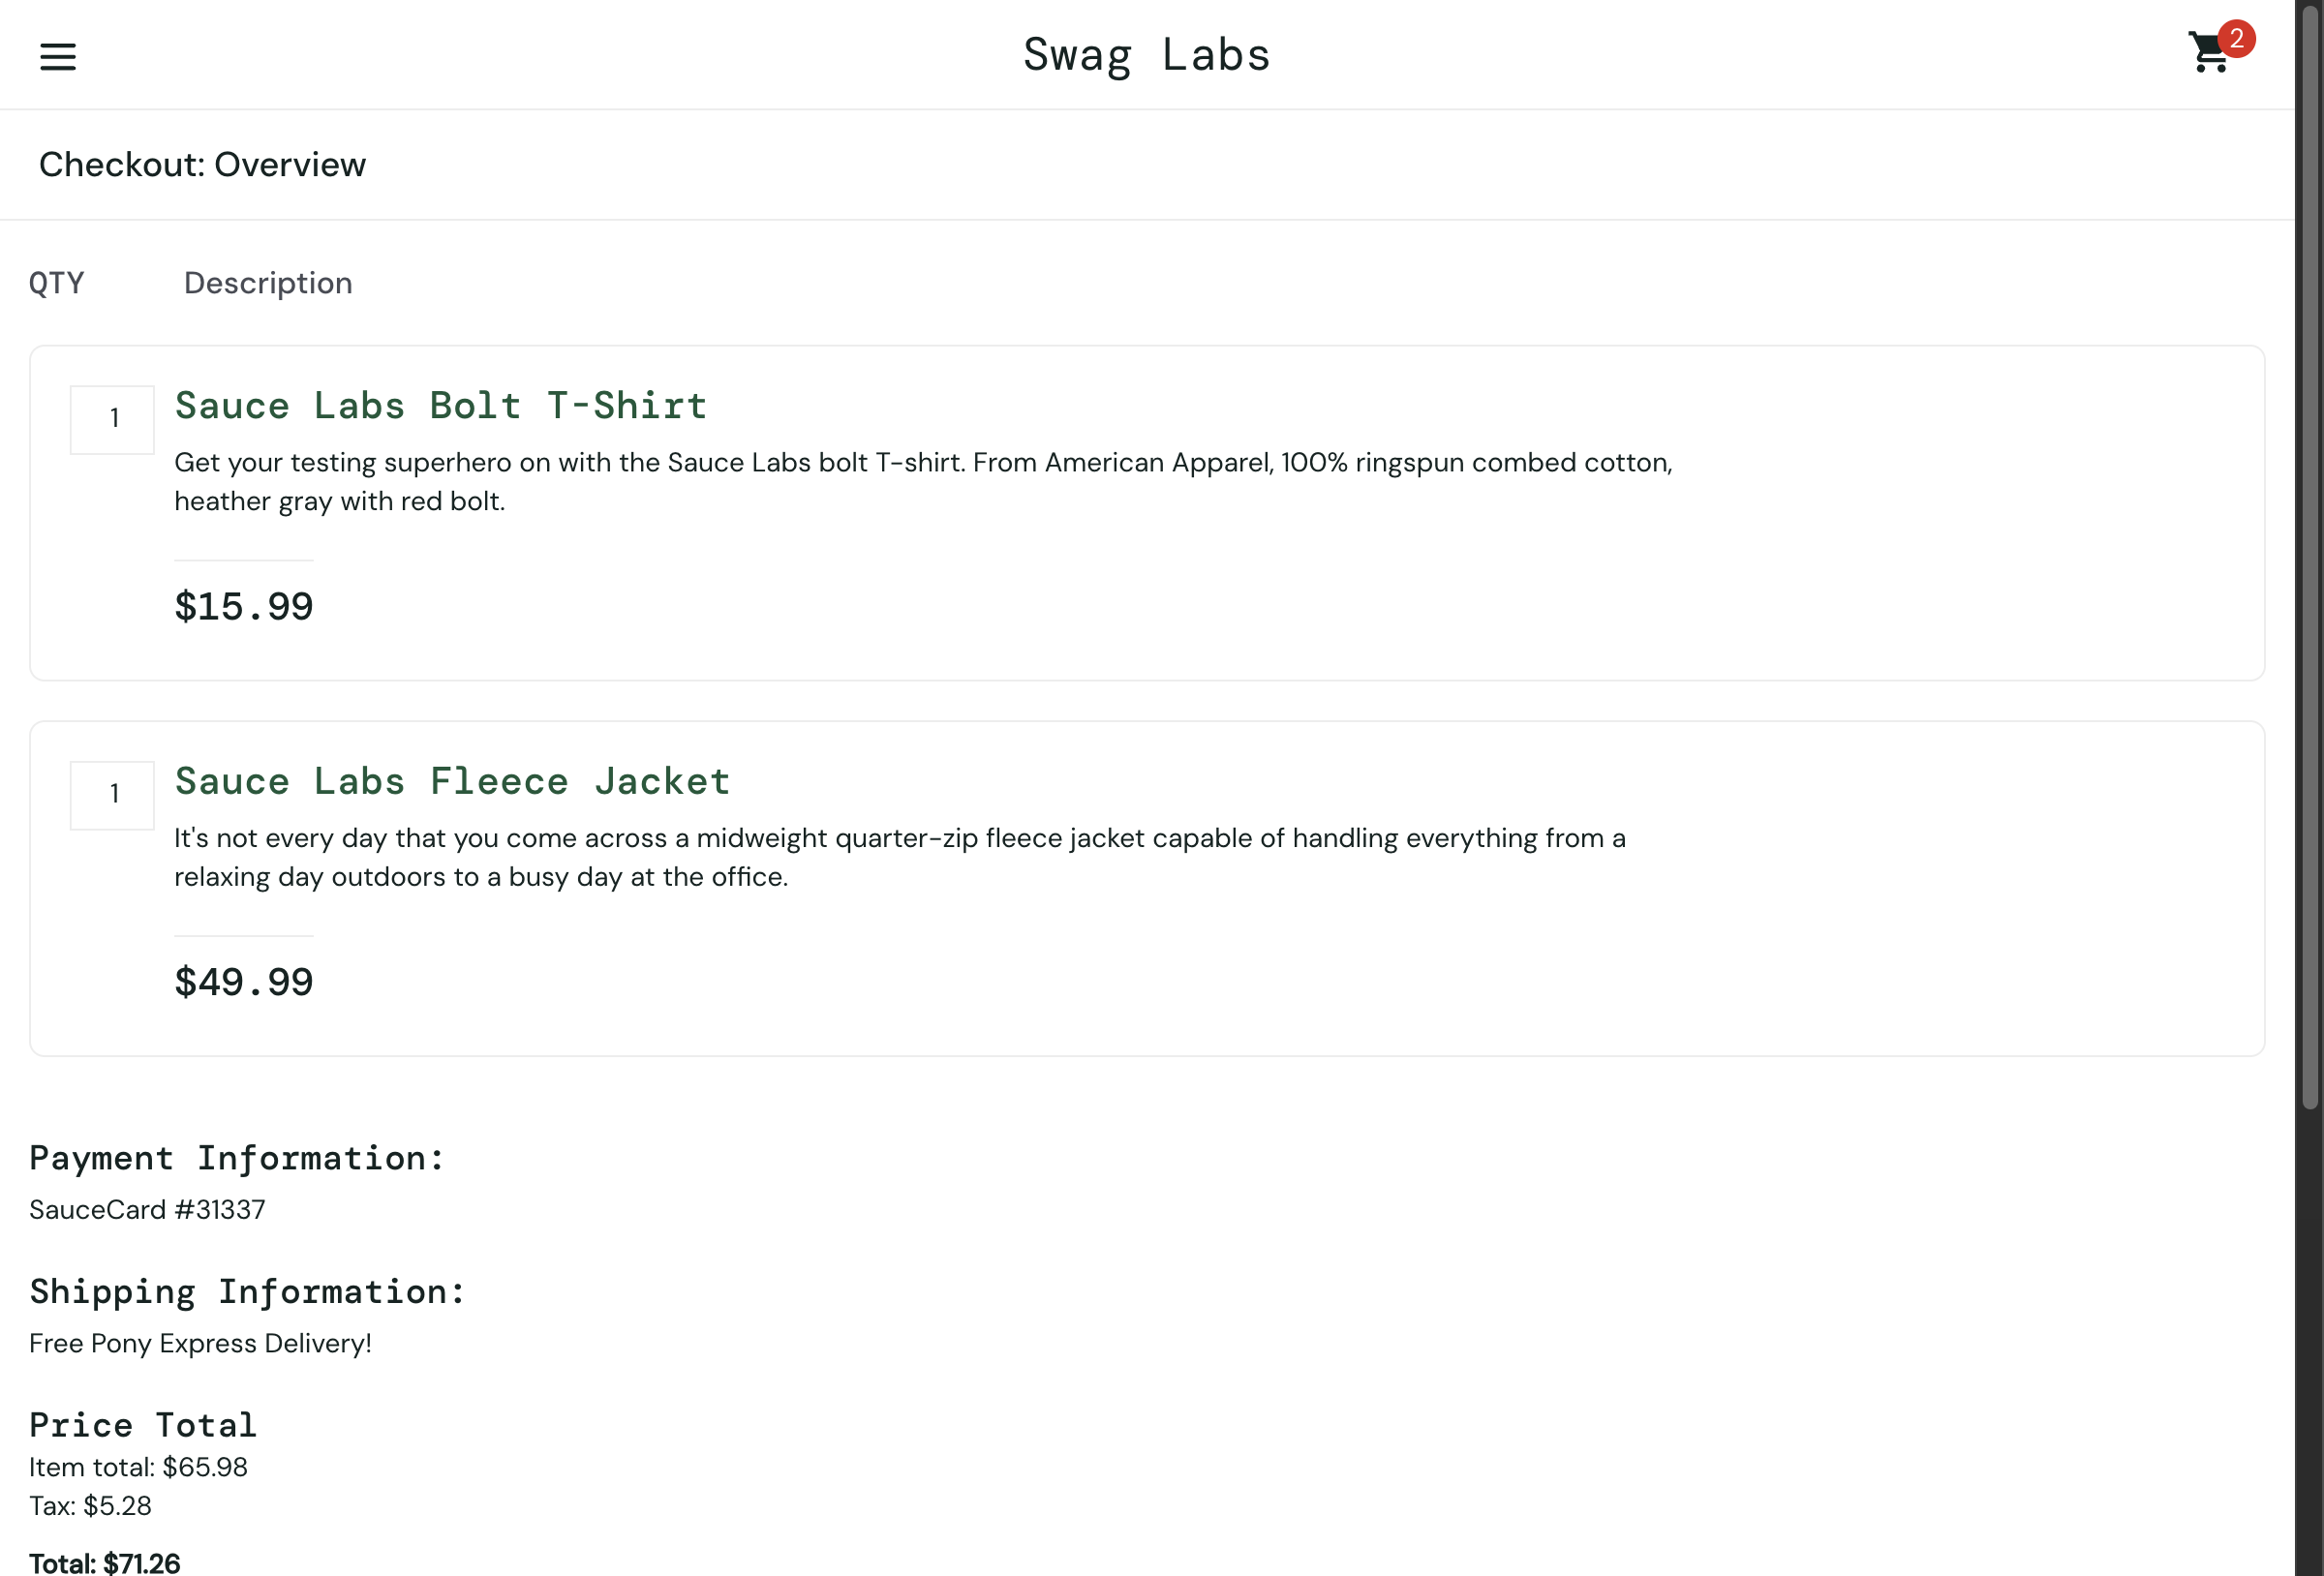 Swag Labs
2
Checkout: Overview
QTY Description
1
Sauce Labs Bolt T-Shirt
Get your testing superhero on with the Sauce Labs bolt T-shirt. From American Apparel, 100% ringspun combed cotton,
heather gray with red bolt.
$15.99
1
Sauce Labs Fleece Jacket
It's not every day that you come across a midweight quarter-zip fleece jacket capable of handling everything from a
relaxing day outdoors to a busy day at the office.
$49.99
Payment Information:
SauceCard #31337
Shipping Information:
Free Pony Express Delivery!
Price Total
Item total: $65.98
Tax: $5.28
Total: $71.26